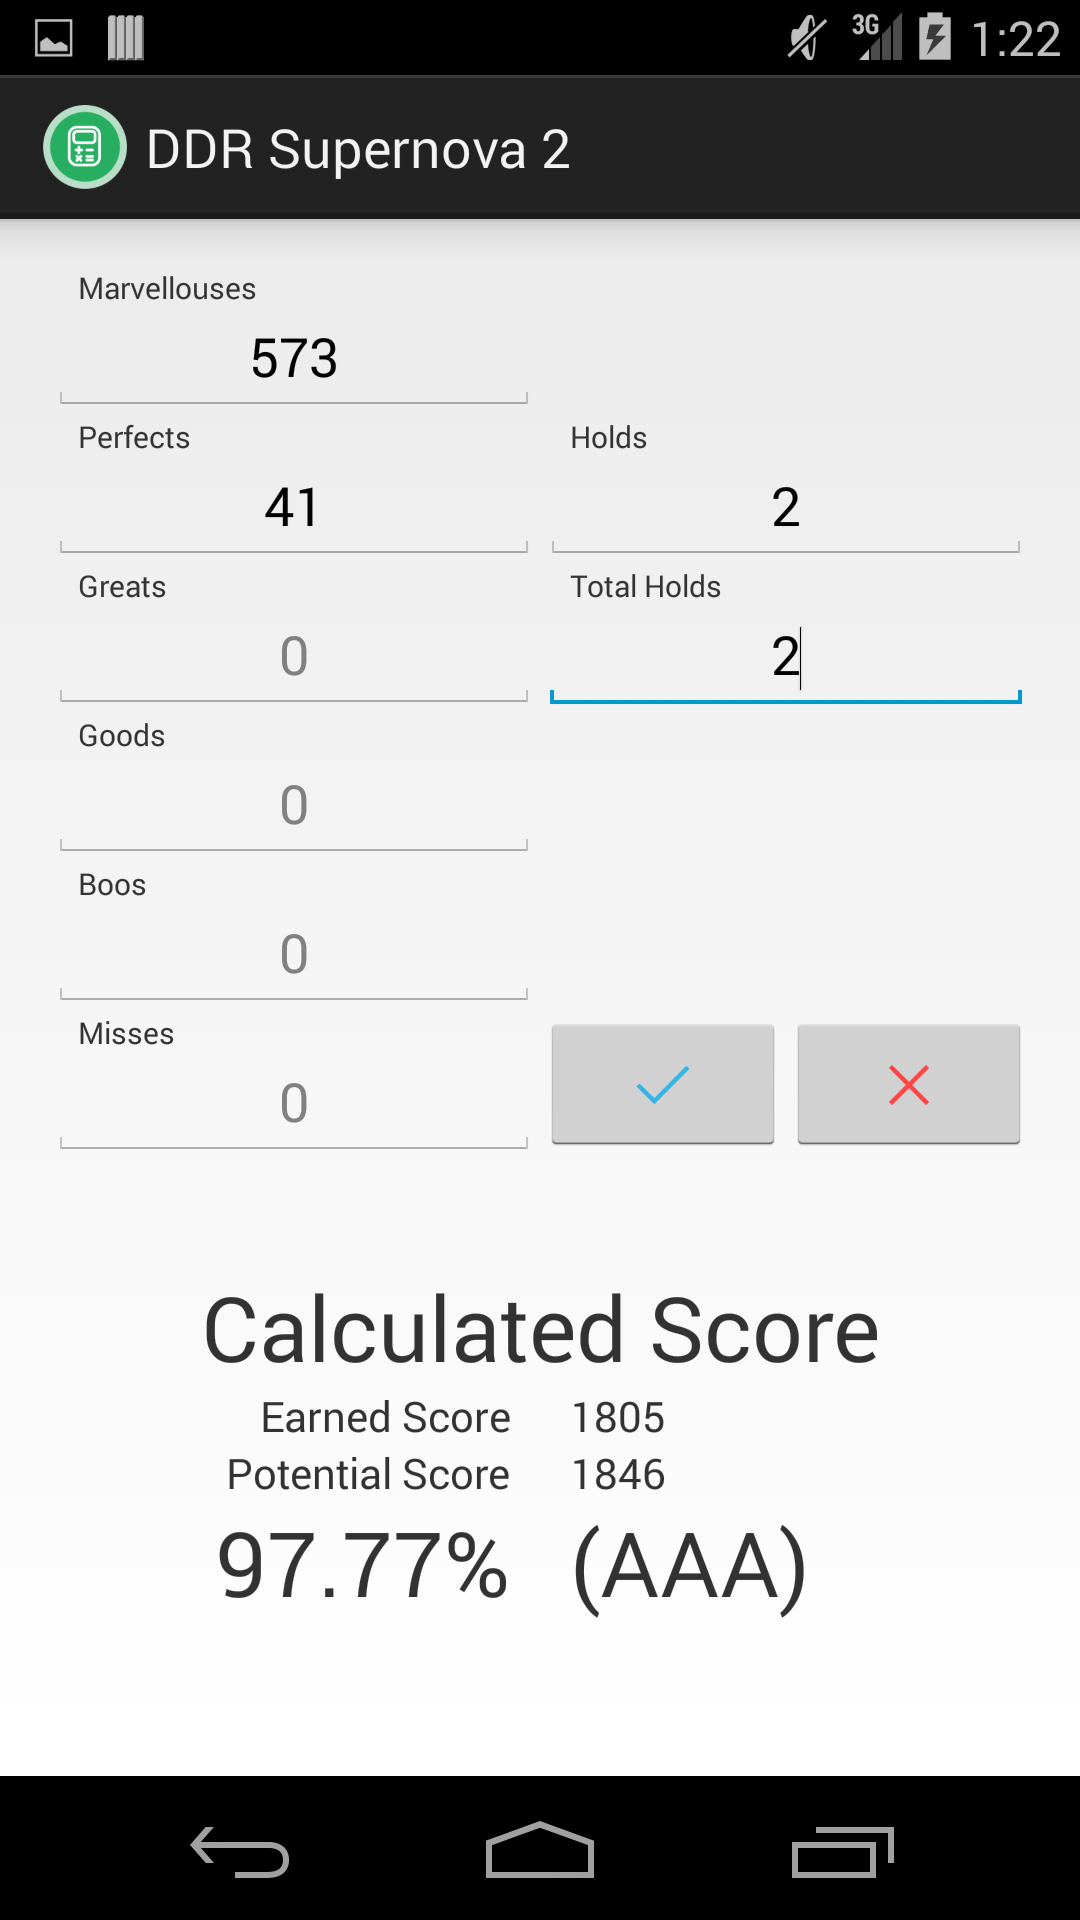 3G 1:22
DDR Supernova 2
Marvellouses
573
Perfects Holds
41 2
Greats Total Holds
0 2
Goods
0
Boos
0
Misses
0
Calculated Score
Earned Score 1805
Potential Score 1846
97.77% (AAA)